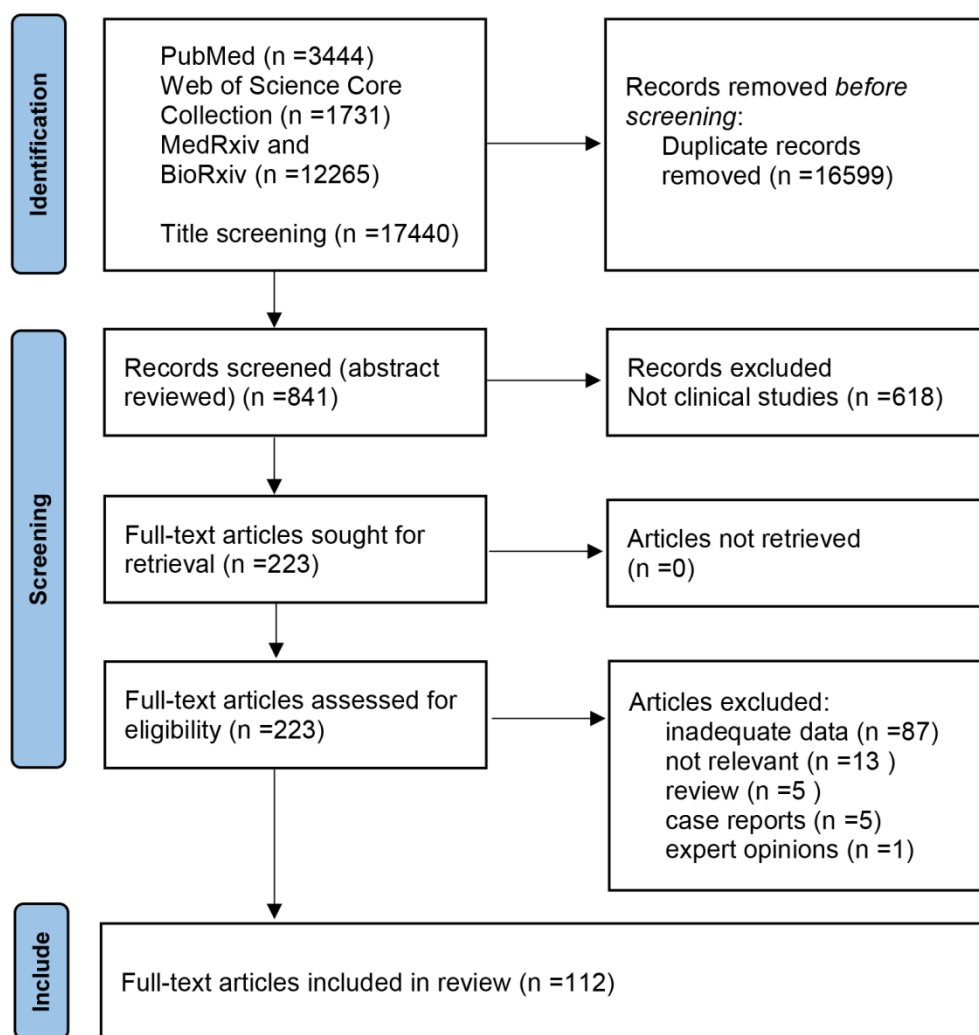 Identification
PubMed (n =3444)
Web of Science Core
Collection (n =1731)
MedRxiv and
BioRxiv (n =12265)
Title screening (n =17440)
Records removed before
screening:
Duplicate records
removed (n =16599)
Screening
Records screened (abstract
reviewed) (n =841)
Records excluded
Not clinical studies (n =618)
Full-text articles sought for
retrieval (n =223)
Articles not retrieved
(n =0)
Full-text articles assessed for
eligibility (n =223)
Articles excluded:
inadequate data (n =87)
not relevant (n =13 )
review (n =5 )
case reports (n =5)
expert opinions (n =1)
Include
Full-text articles included in review (n =112)